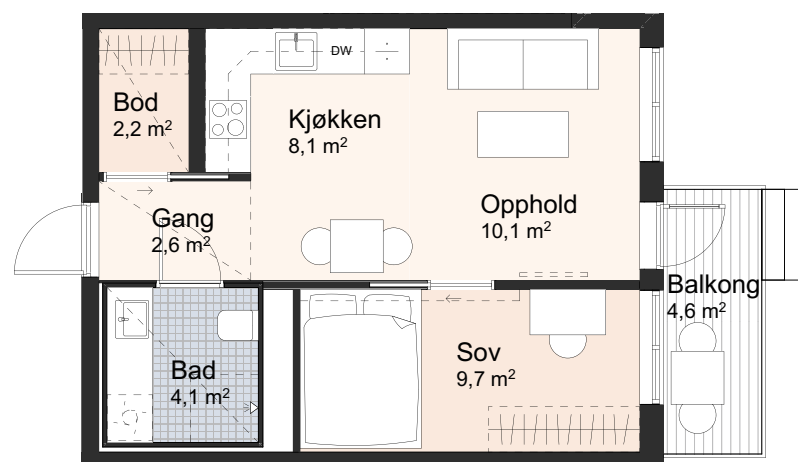 DW
Bod
2,2 m²
Kjøkken
8,1 m²
Gang
2,6 m²
Opphold
10,1 m²
Balkong
4,6 m²
Sov
9,7 m²
Bad
4,1 m²